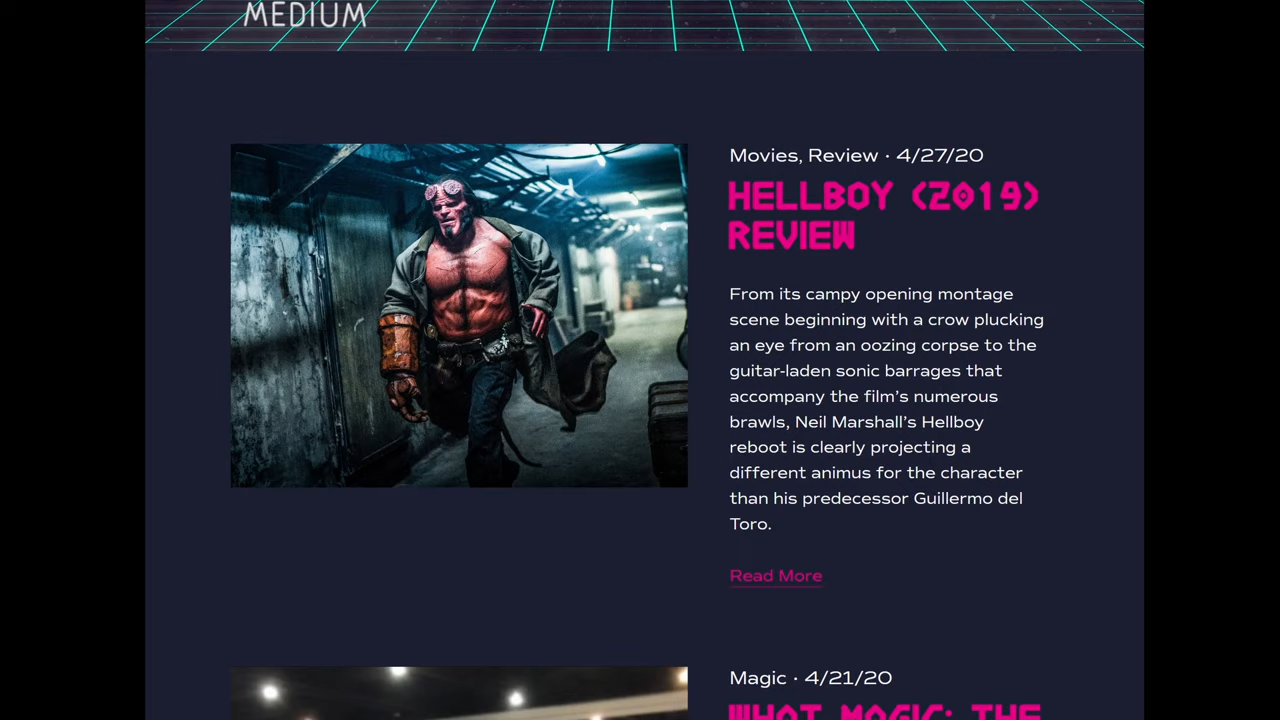 MEDIUM
Movies, Review · 4/27/20
HELLBOY (2019)
REVIEW
From its campy opening montage
scene beginning with a crow plucking
an eye from an oozing corpse to the
guitar-laden sonic barrages that
accompany the film’s numerous
brawls, Neil Marshall’s Hellboy
reboot is clearly projecting a
different animus for the character
than his predecessor Guillermo del
Toro.
Read More
Magic · 4/21/20
WHAT MAGIC: THE